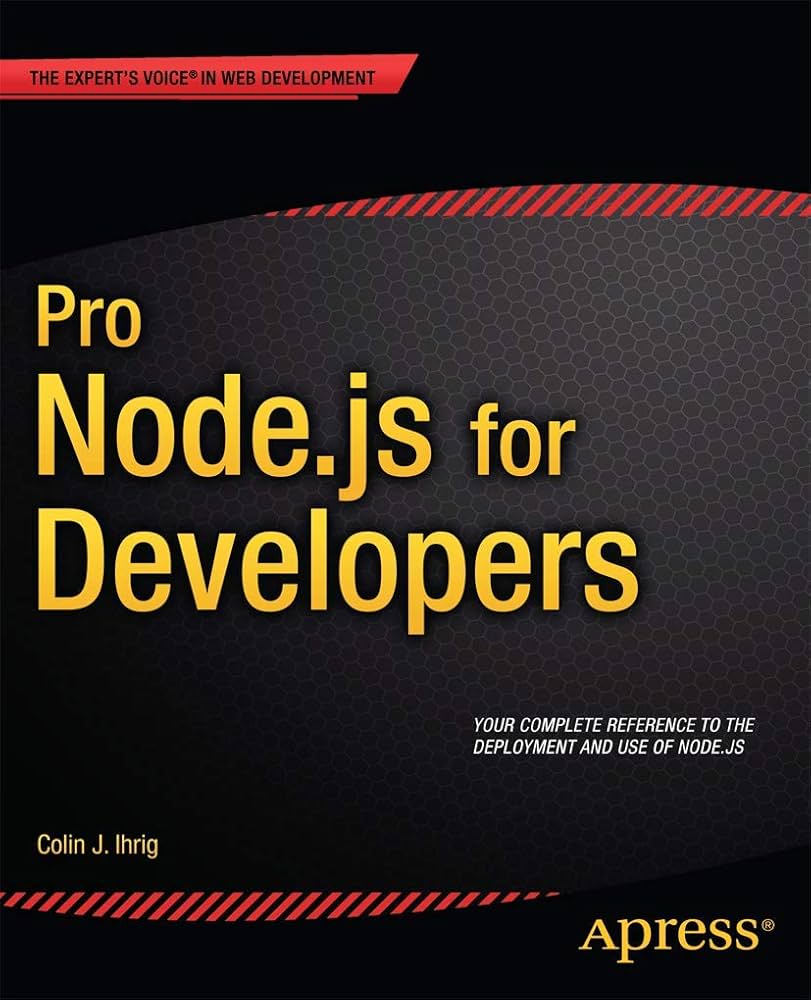 THE EXPERT'S VOICE® IN WEB DEVELOPMENT
Pro
Node.js for
Developers
YOUR COMPLETE REFERENCE TO THE
DEPLOYMENT AND USE OF NODE.JS
Colin J. Ihrig
Apress®